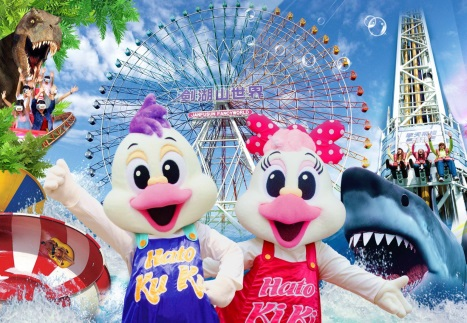 劍湖山世界
JANFUSUN FANCYWORLD
Hato
Ku Ku
Hato
Ki Ki